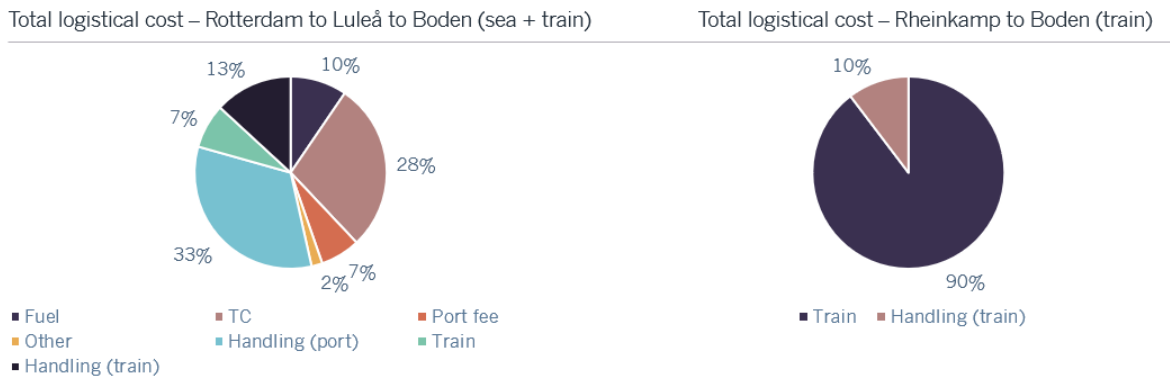 Total logistical cost – Rotterdam to Luleå to Boden (sea + train)
13%
10%
7%
28%
33%
2%
7%
Fuel
TC
Port fee
Other
Handling (port)
Train
Handling (train)
Total logistical cost – Rheinkamp to Boden (train)
10%
90%
Train
Handling (train)